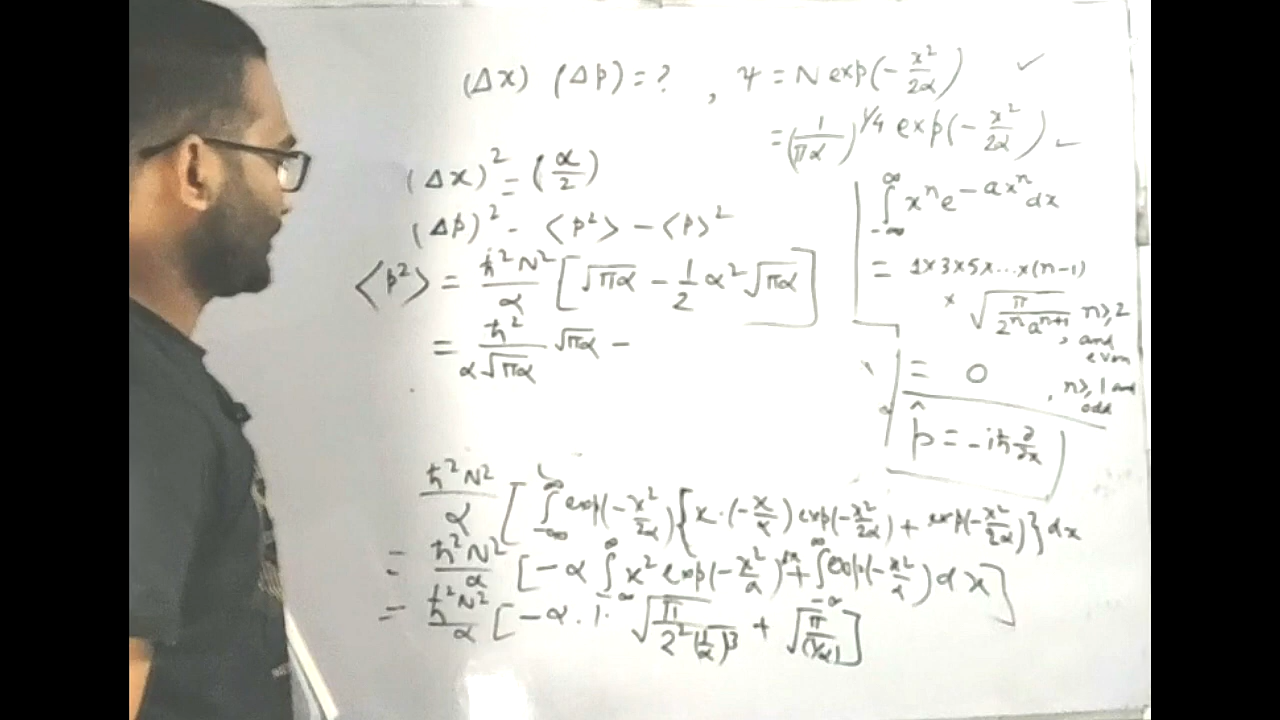 (Δx) (Δp) = ? , Ψ = N exp(-x²/2α) ✓
= (1/πα)^1/4 exp(-x²/2α) ✓
(Δx)² = (α/2)
(Δp)² - <p²> - <p>²
<p²> = ħ²N²/α [√πα - 1/2 α² √πα]
= ħ²/α√πα √πα -
∫_-∞^∞ xⁿ e^-axⁿ dx
= 1x3x5x...x(n-1)
x √π/2ⁿaⁿ⁺¹, n≥2
and
even
= 0 , n≥1 and
odd
p̂ = -iħ ∂/∂x
ħ²N²/α [∫_-∞^∞ exp(-x²/2α) {x·(-x/α) exp(-x²/2α) + exp(-x²/2α)} dx
= ħ²N²/α [-α ∫_-∞^∞ x² exp(-x²/α) dx + ∫_-∞^∞ exp(-x²/α) dx]
= ħ²N²/α [-α · 1 · √π/2²(1/α)³ + √π/(1/α)]